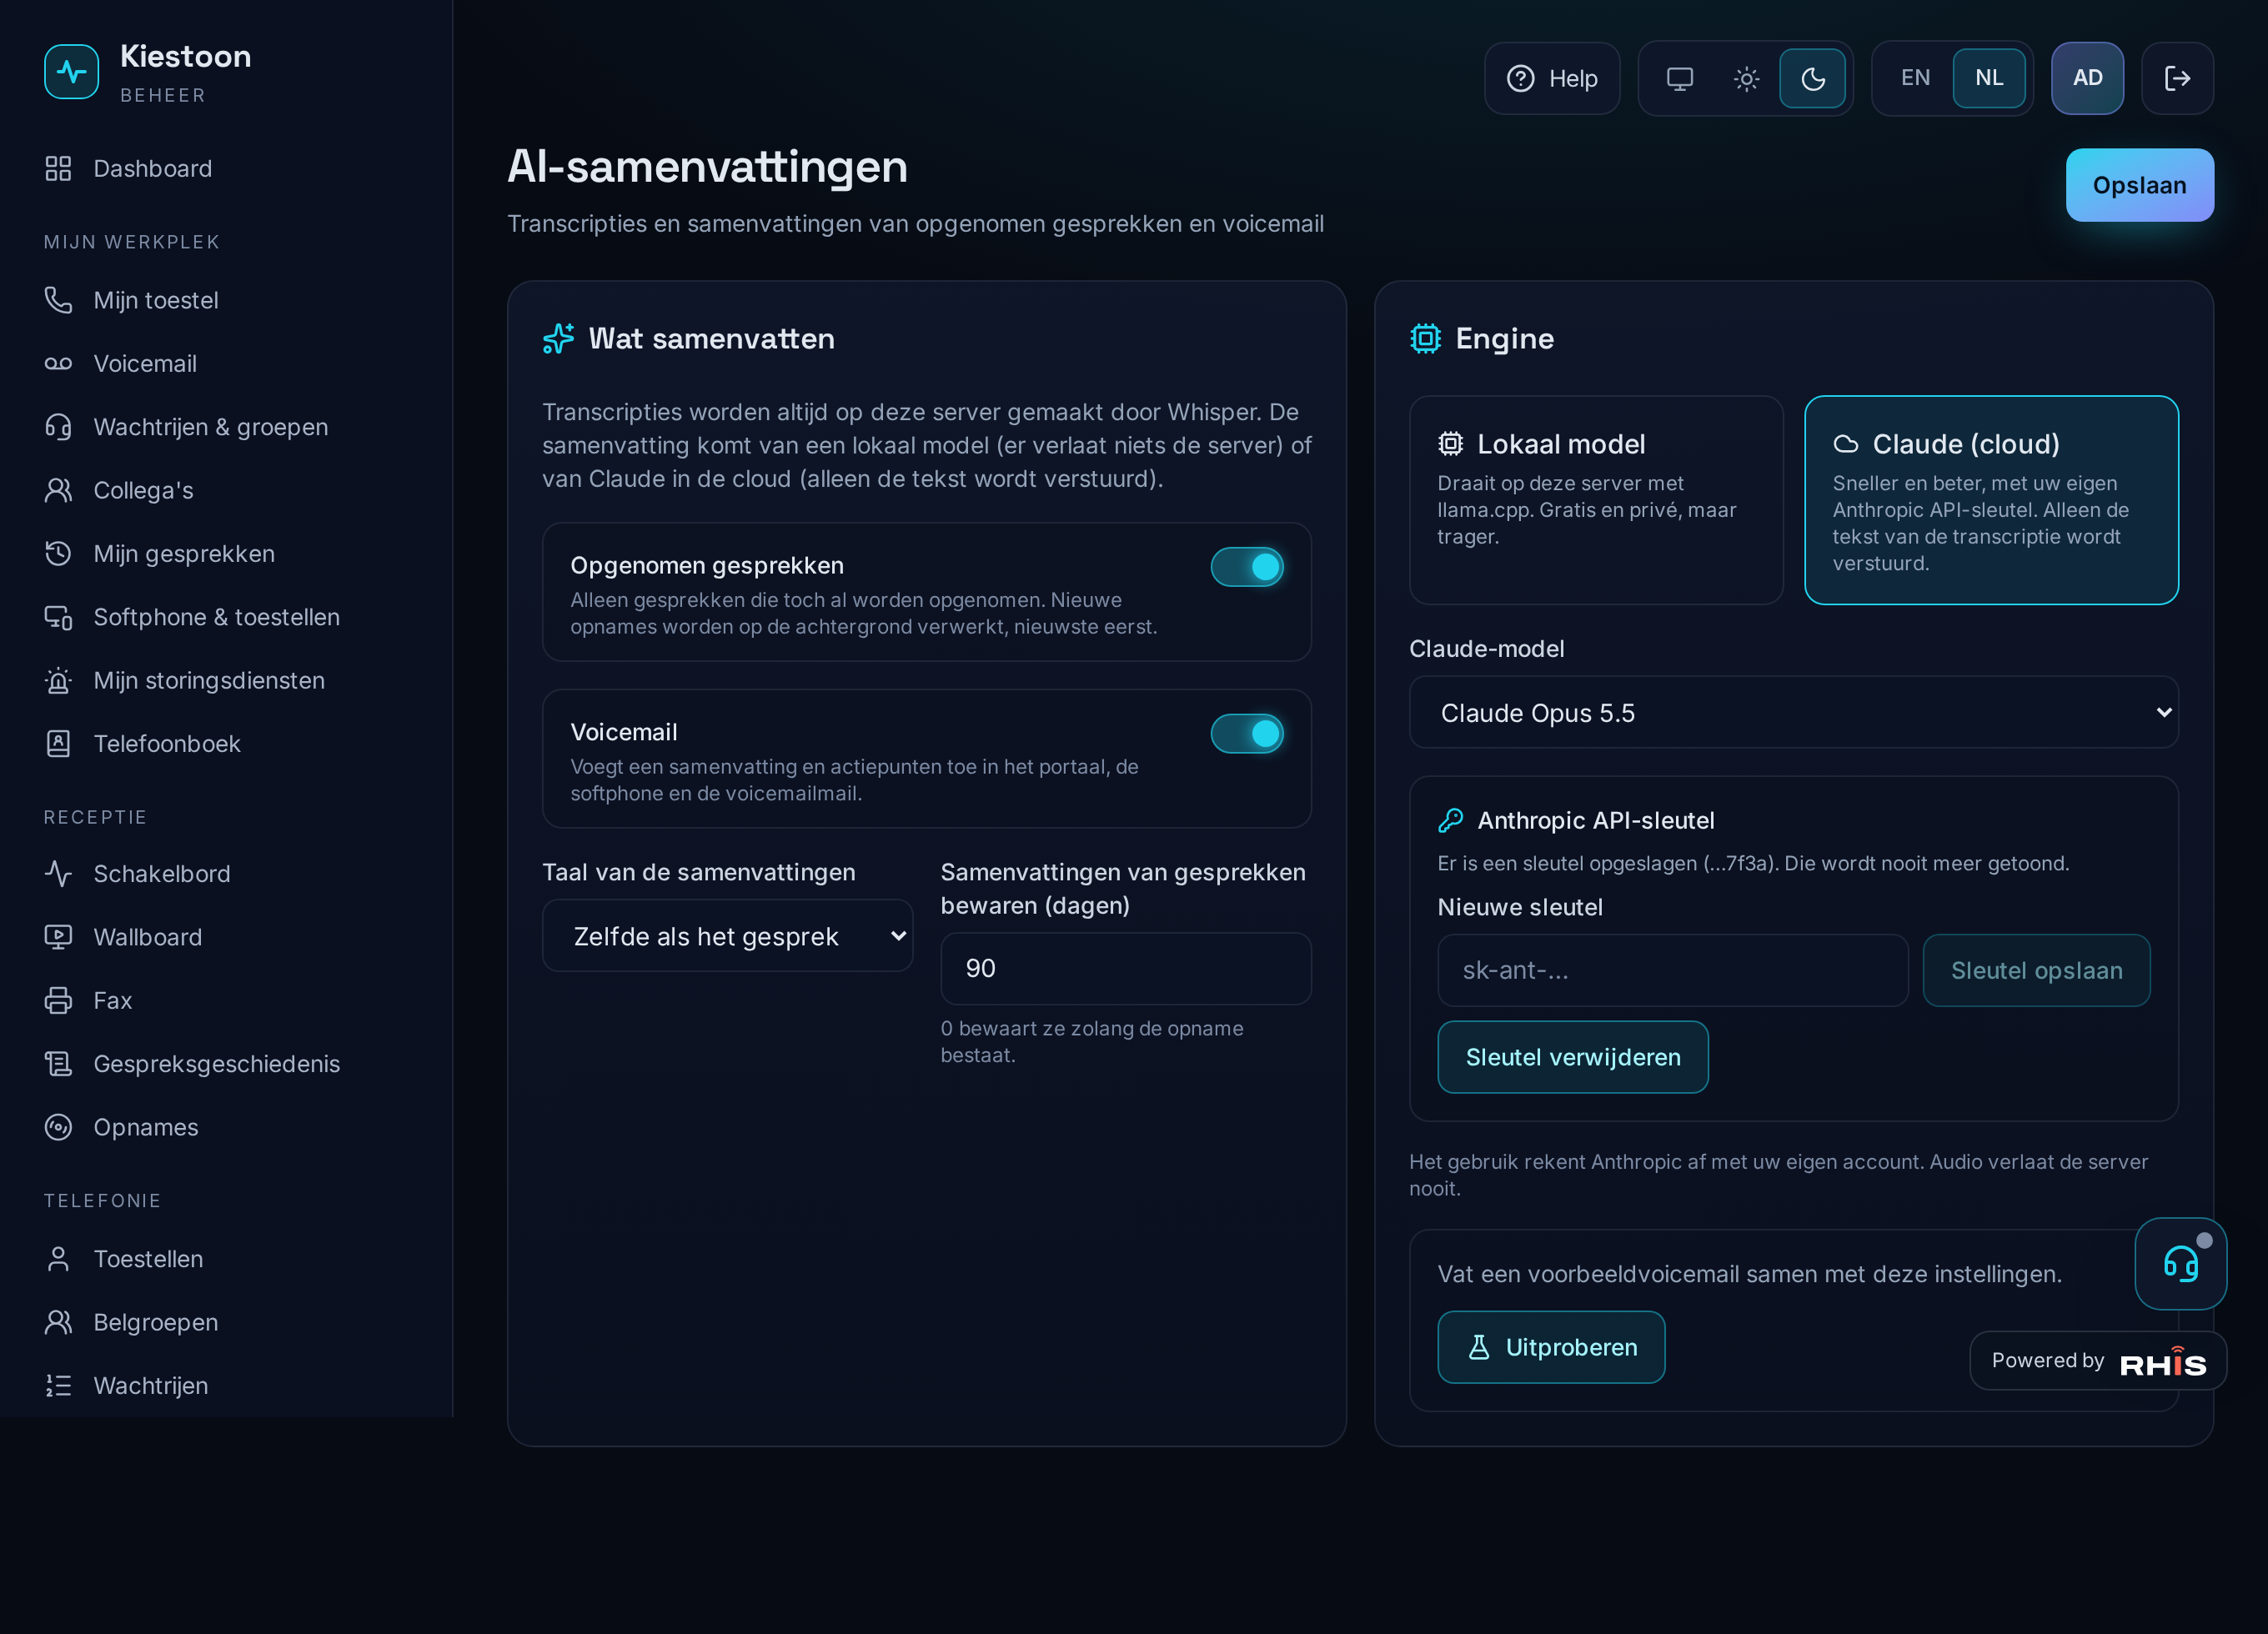 Kiestoon
BEHEER
Dashboard
MIJN WERKPLEK
Mijn toestel
Voicemail
Wachtrijen & groepen
Collega's
Mijn gesprekken
Softphone & toestellen
Mijn storingsdiensten
Telefoonboek
RECEPTIE
Schakelbord
Wallboard
Fax
Gespreksgeschiedenis
Opnames
TELEFONIE
Toestellen
Belgroepen
Wachtrijen
Help
EN NL
AD
AI-samenvattingen
Transcripties en samenvattingen van opgenomen gesprekken en voicemail
Opslaan
Wat samenvatten
Transcripties worden altijd op deze server gemaakt door Whisper. De
samenvatting komt van een lokaal model (er verlaat niets de server) of
van Claude in de cloud (alleen de tekst wordt verstuurd).
Opgenomen gesprekken
Alleen gesprekken die toch al worden opgenomen. Nieuwe
opnames worden op de achtergrond verwerkt, nieuwste eerst.
Voicemail
Voegt een samenvatting en actiepunten toe in het portaal, de
softphone en de voicemailmail.
Taal van de samenvattingen
Zelfde als het gesprek
Samenvattingen van gesprekken
bewaren (dagen)
90
0 bewaart ze zolang de opname
bestaat.
Engine
Lokaal model
Draait op deze server met
llama.cpp. Gratis en privé, maar
trager.
Claude (cloud)
Sneller en beter, met uw eigen
Anthropic API-sleutel. Alleen de
tekst van de transcriptie wordt
verstuurd.
Claude-model
Claude Opus 5.5
Anthropic API-sleutel
Er is een sleutel opgeslagen (…7f3a). Die wordt nooit meer getoond.
Nieuwe sleutel
sk-ant-…
Sleutel opslaan
Sleutel verwijderen
Het gebruik rekent Anthropic af met uw eigen account. Audio verlaat de server
nooit.
Vat een voorbeeldvoicemail samen met deze instellingen.
Uitproberen
Powered by RHiS